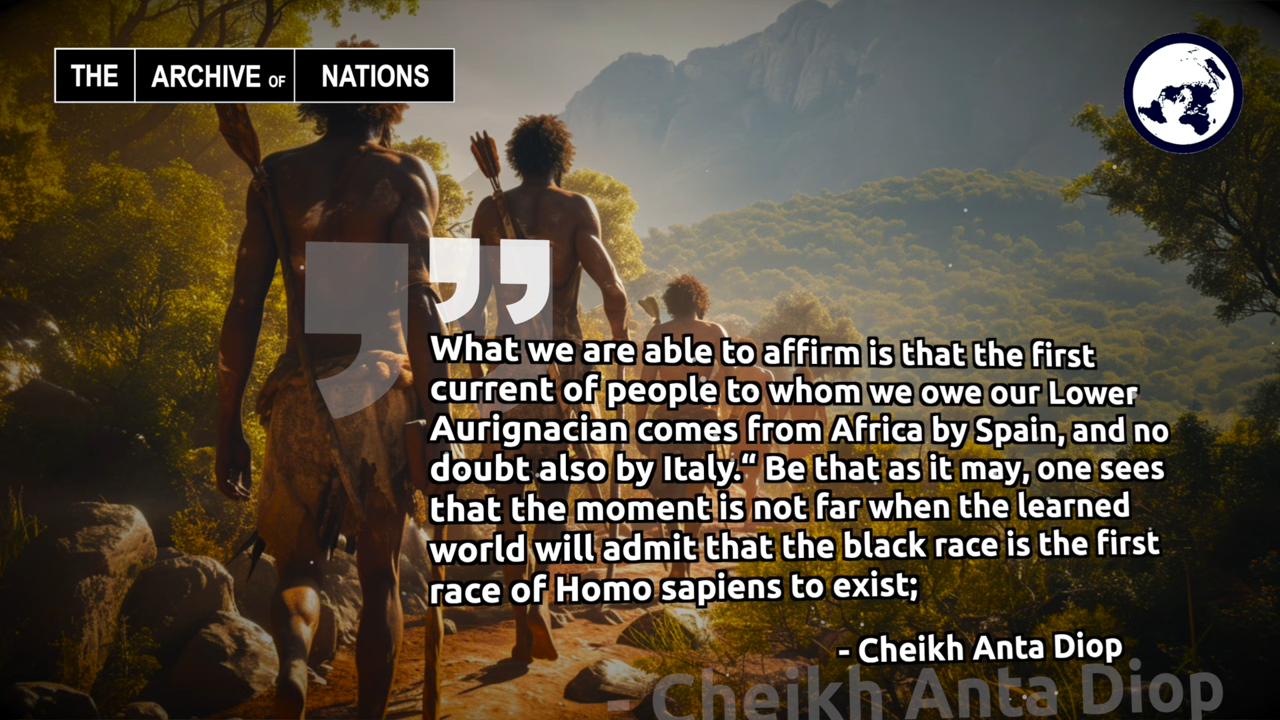 THE ARCHIVE OF NATIONS
What we are able to affirm is that the first
current of people to whom we owe our Lower
Aurignacian comes from Africa by Spain, and no
doubt also by Italy.“ Be that as it may, one sees
that the moment is not far when the learned
world will admit that the black race is the first
race of Homo sapiens to exist;
- Cheikh Anta Diop
- Cheikh Anta Diop